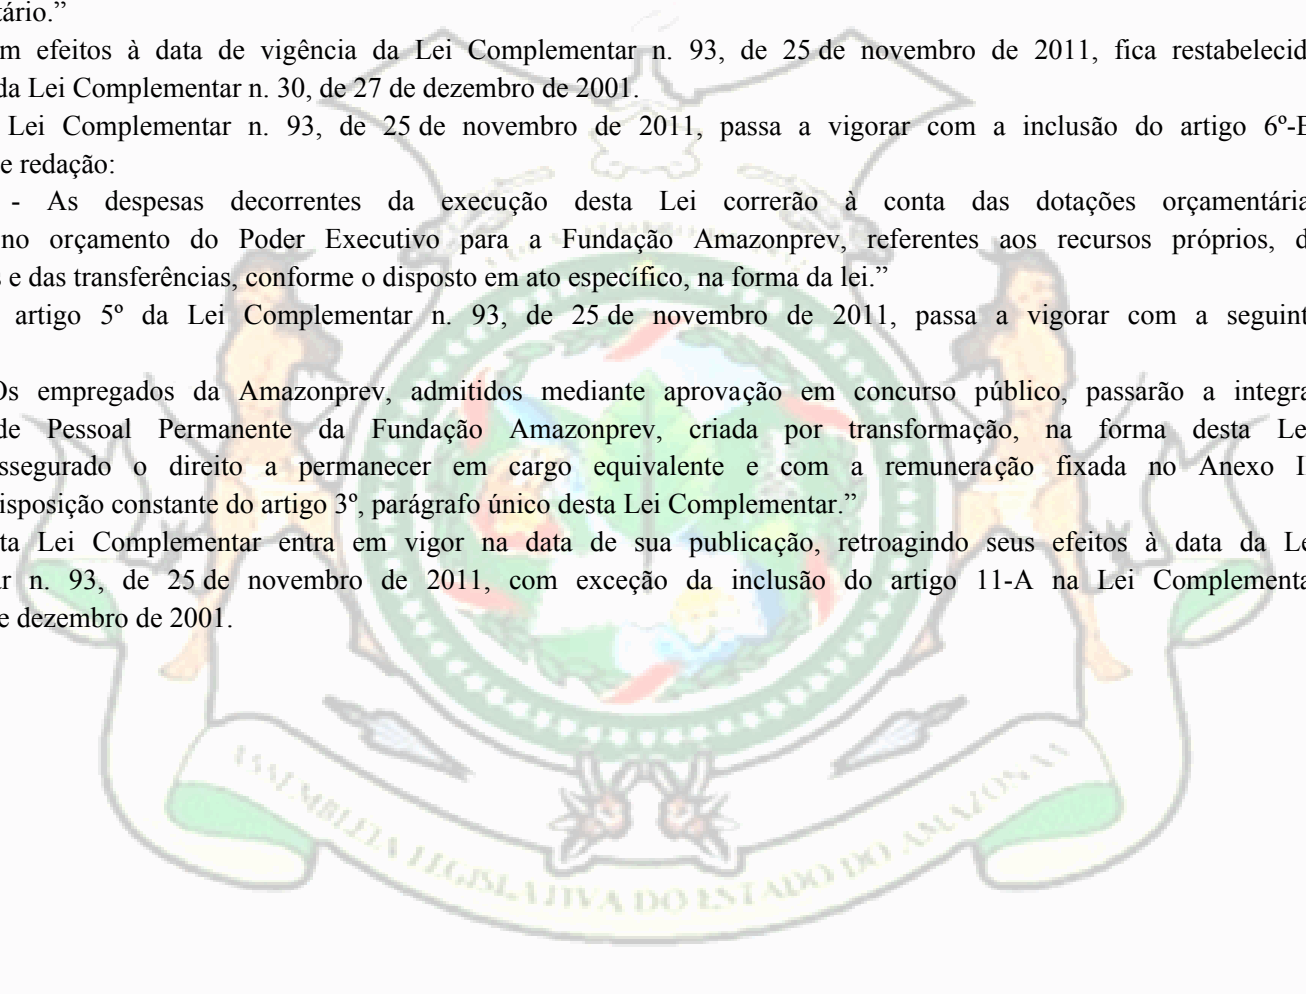 tário.”
m efeitos à data de vigência da Lei Complementar n. 93, de 25 de novembro de 2011, fica restabelecid
da Lei Complementar n. 30, de 27 de dezembro de 2001.
Lei Complementar n. 93, de 25 de novembro de 2011, passa a vigorar com a inclusão do artigo 6º-E
e redação:
- As despesas decorrentes da execução desta Lei correrão à conta das dotações orçamentária
no orçamento do Poder Executivo para a Fundação Amazonprev, referentes aos recursos próprios, d
s e das transferências, conforme o disposto em ato específico, na forma da lei.”
artigo 5º da Lei Complementar n. 93, de 25 de novembro de 2011, passa a vigorar com a seguint
Os empregados da Amazonprev, admitidos mediante aprovação em concurso público, passarão a integra
de Pessoal Permanente da Fundação Amazonprev, criada por transformação, na forma desta Le
ssegurado o direito a permanecer em cargo equivalente e com a remuneração fixada no Anexo I
isposição constante do artigo 3º, parágrafo único desta Lei Complementar.”
ta Lei Complementar entra em vigor na data de sua publicação, retroagindo seus efeitos à data da Le
ar n. 93, de 25 de novembro de 2011, com exceção da inclusão do artigo 11-A na Lei Complementa
e dezembro de 2001.
ASSEMBLEIA LEGISLATIVA DO ESTADO DO AMAZONAS